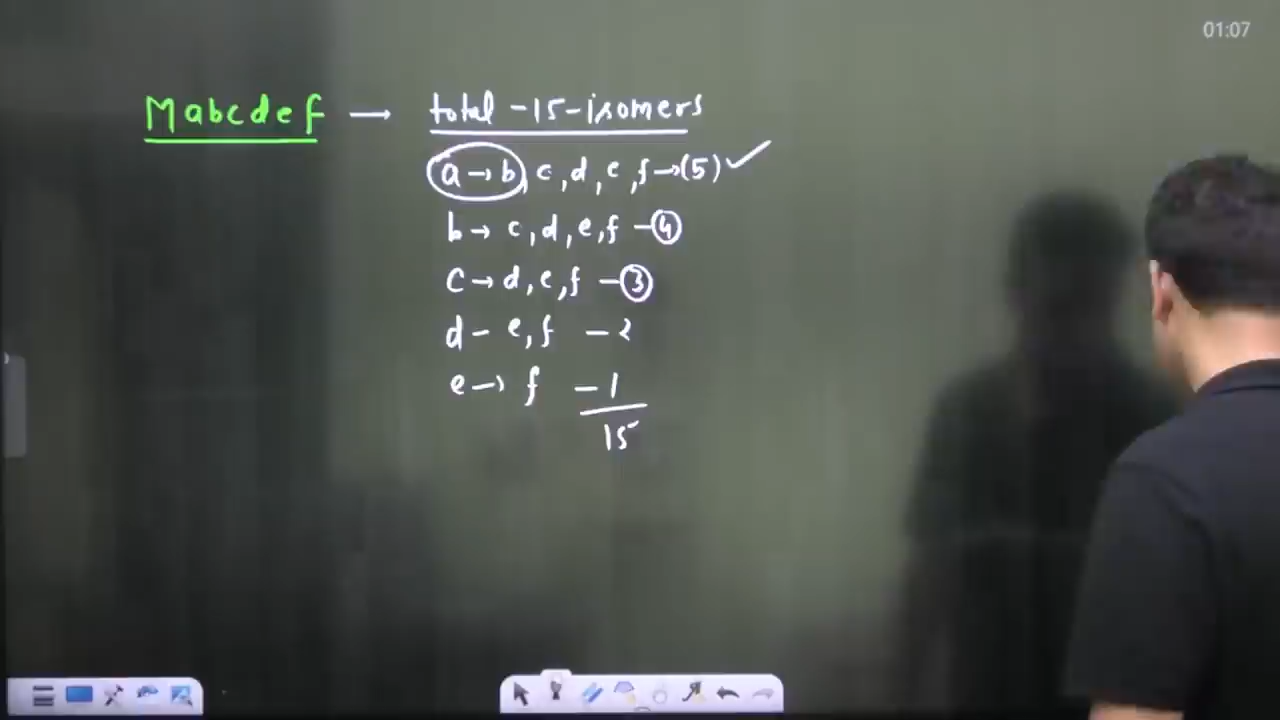 01:07
Mabcdef → total -15-isomers
a → b, c, d, e, f → (5) ✓
b → c, d, e, f - 4
c → d, e, f - 3
d - e, f - 2
e → f - 1
15